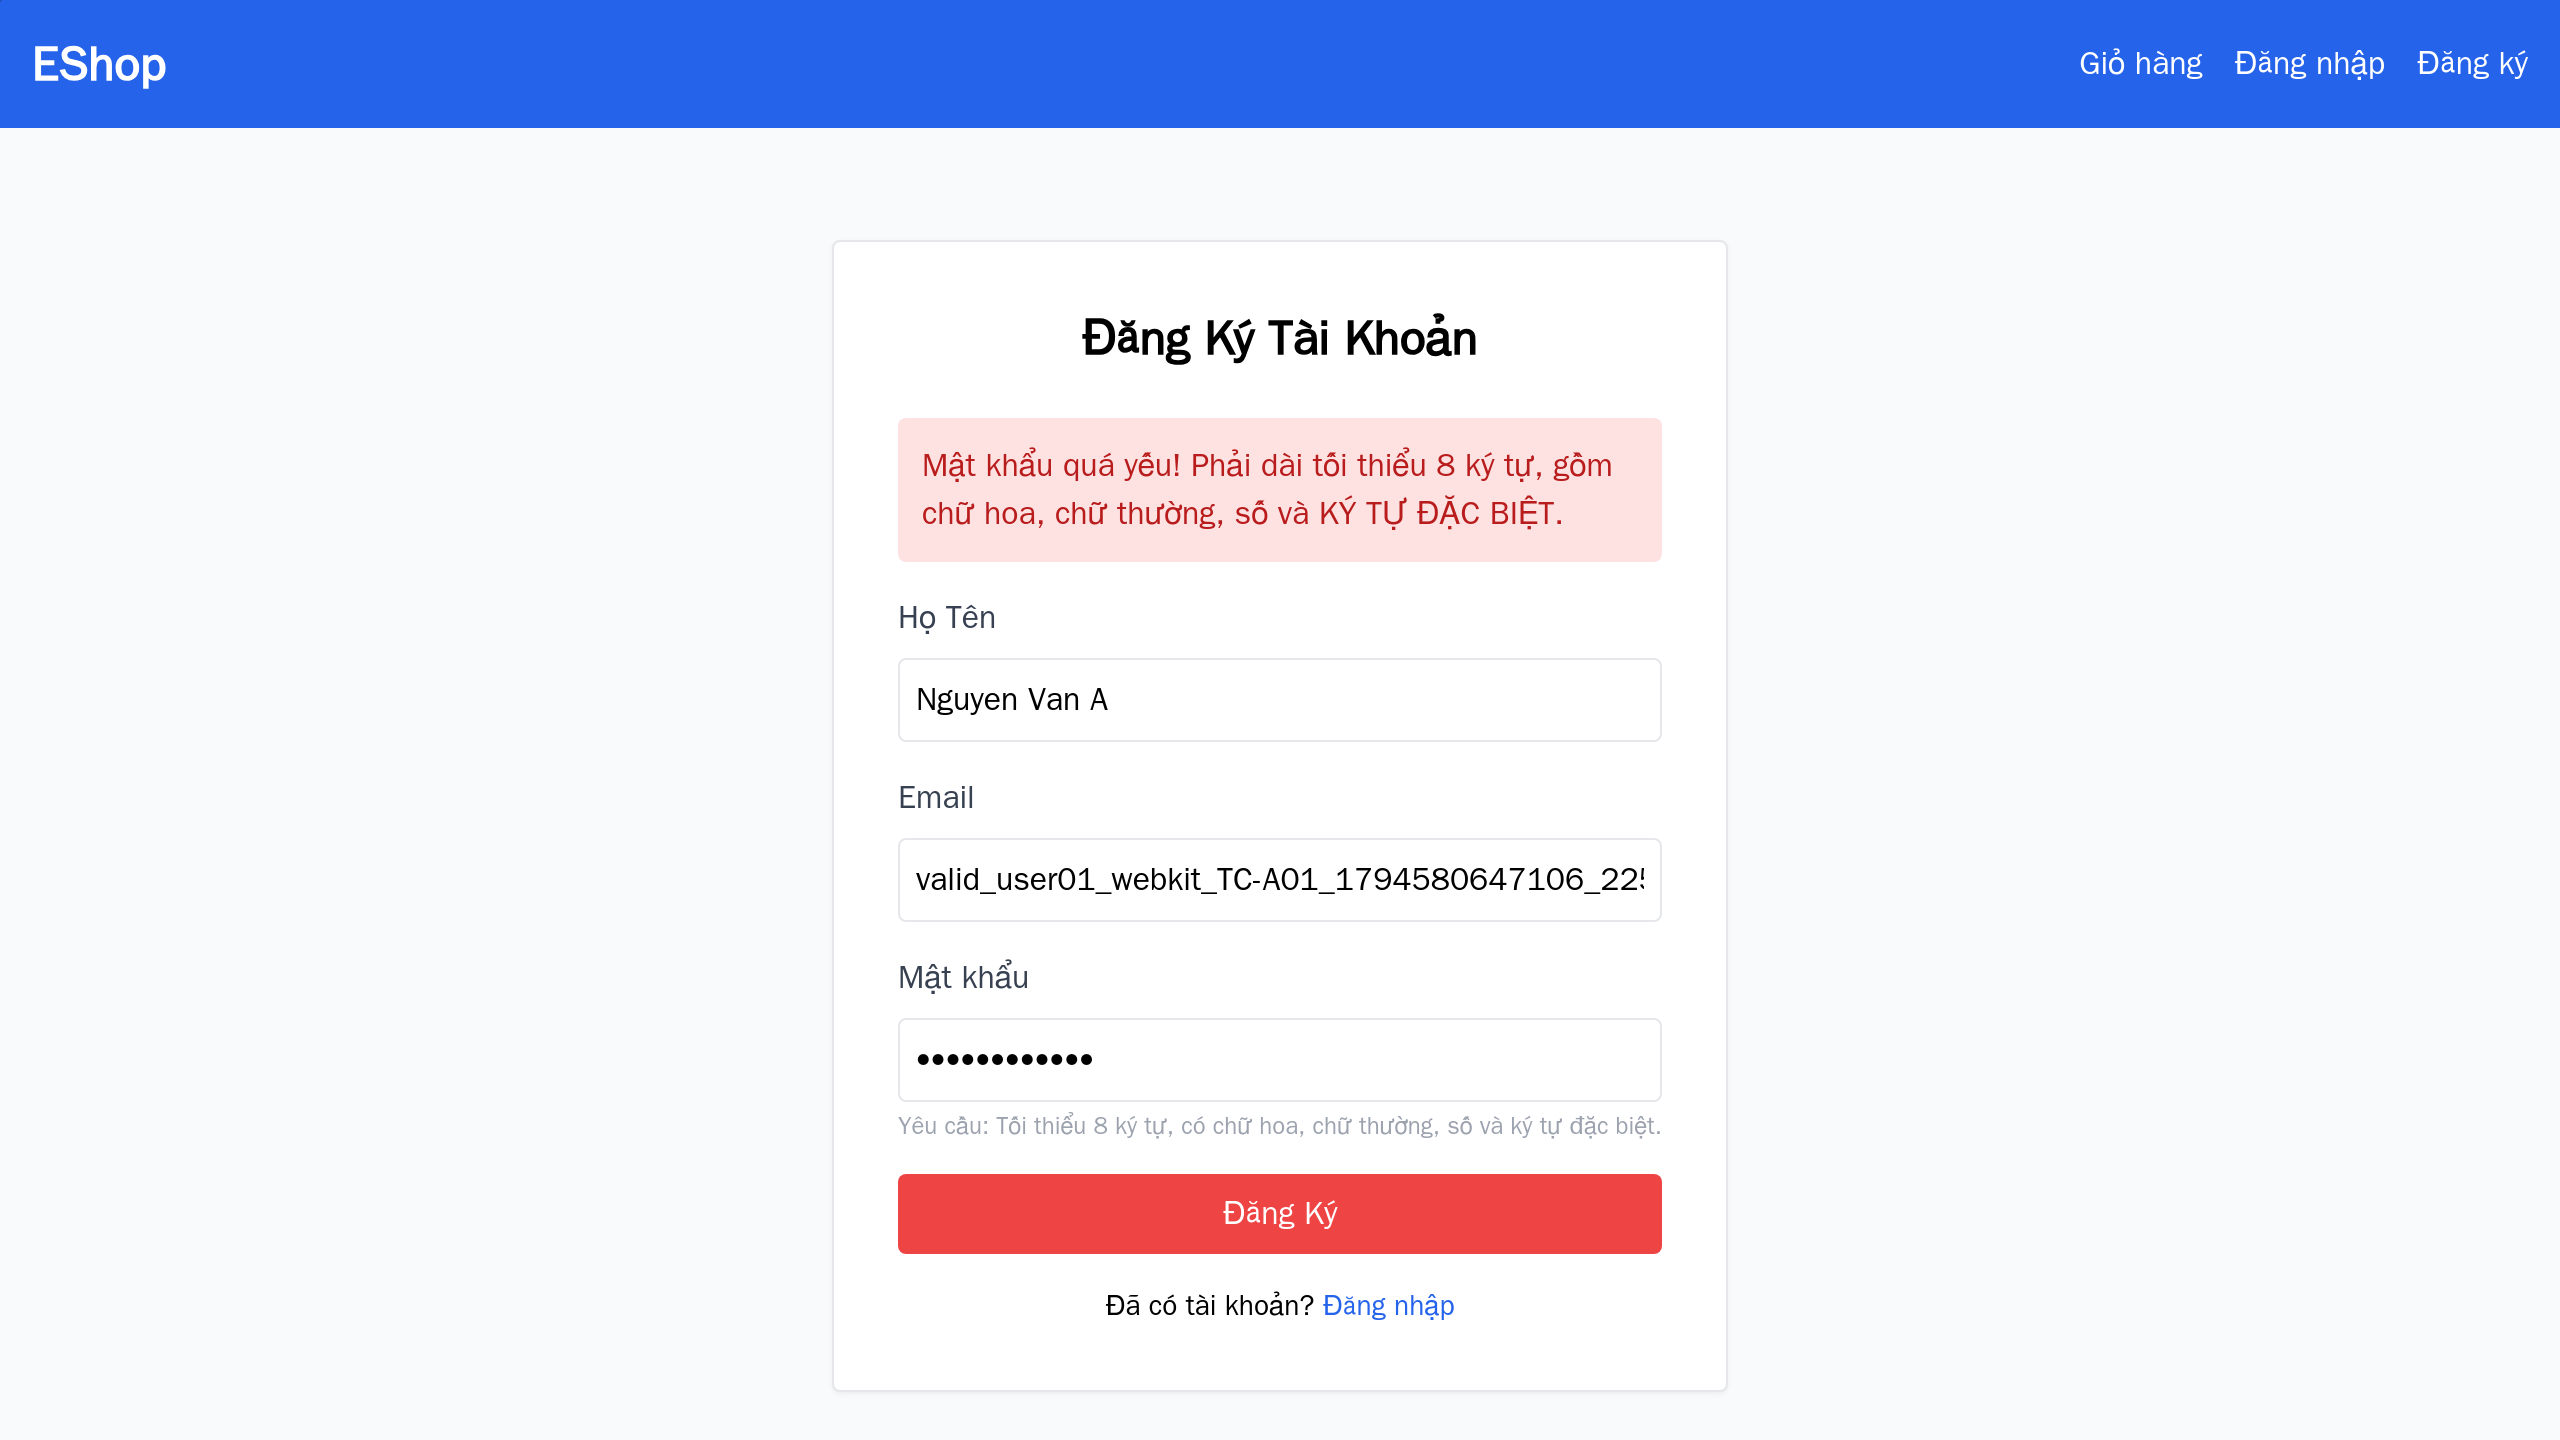 EShop
Giỏ hàng Đăng nhập Đăng ký
Đăng Ký Tài Khoản
Mật khẩu quá yếu! Phải dài tối thiểu 8 ký tự, gồm
chữ hoa, chữ thường, số và KÝ TỰ ĐẶC BIỆT.
Họ Tên
Nguyen Van A
Email
valid_user01_webkit_TC-A01_1794580647106_225
Mật khẩu
••••••••••••
Yêu cầu: Tối thiểu 8 ký tự, có chữ hoa, chữ thường, số và ký tự đặc biệt.
Đăng Ký
Đã có tài khoản? Đăng nhập